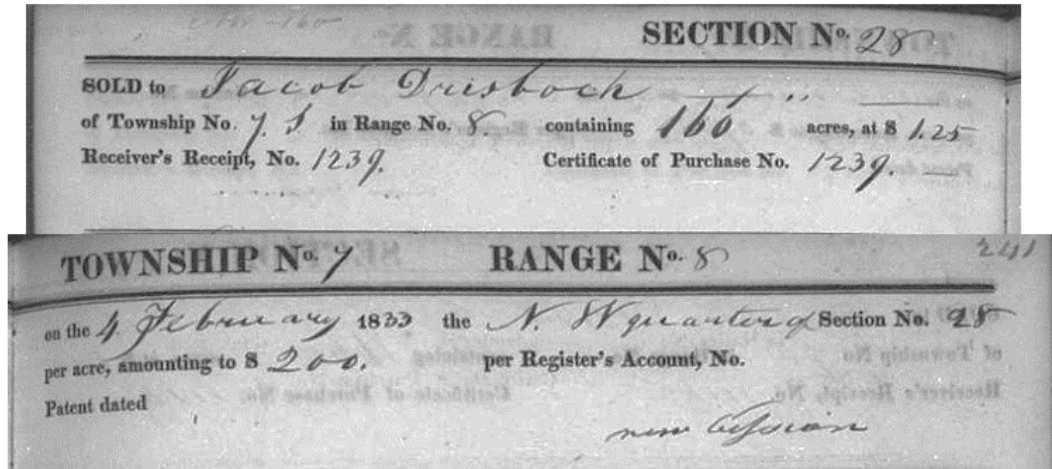 SECTION No. 28
SOLD to Jacob Drisboch
of Township No. 7 S in Range No. 8. containing 160 acres, at $ 1.25
Receiver's Receipt, No. 1239. Certificate of Purchase No. 1239.
TOWNSHIP No. 7 RANGE No. 8 241
on the 4 February 1833 the N. W quarter of Section No. 28
per acre, amounting to $ 200. per Register's Account, No.
Patent dated
new Cession